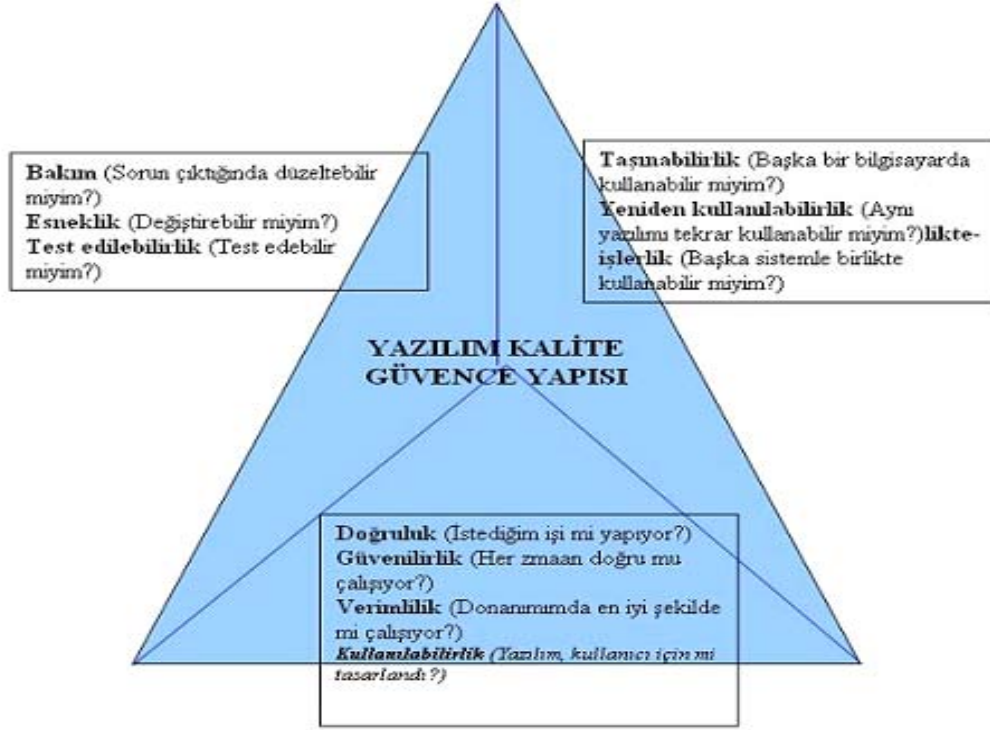 Bakım (Sorun çıktığında düzeltebilir
miyim?)
Esneklik (Değiştirebilir miyim?)
Test edilebilirlik (Test edebilir
miyim?)
Taşınabilirlik (Başka bir bilgisayarda
kullanabilir miyim?)
Yeniden kullanılabilirlik (Aynı
yazılımı tekrar kullanabilir miyim?)likte-
işlerlik (Başka sistemle birlikte
kullanabilir miyim?)
YAZILIM KALİTE
GÜVENCE YAPISI
Doğruluk (İstediğim işi mi yapıyor?)
Güvenilirlik (Her zmaan doğru mu
çalışıyor?)
Verimlilik (Donanımımda en iyi şekilde
mi çalışıyor?)
Kullanılabilirlik (Yazılım, kullanıcı için mi
tasarlandı?)